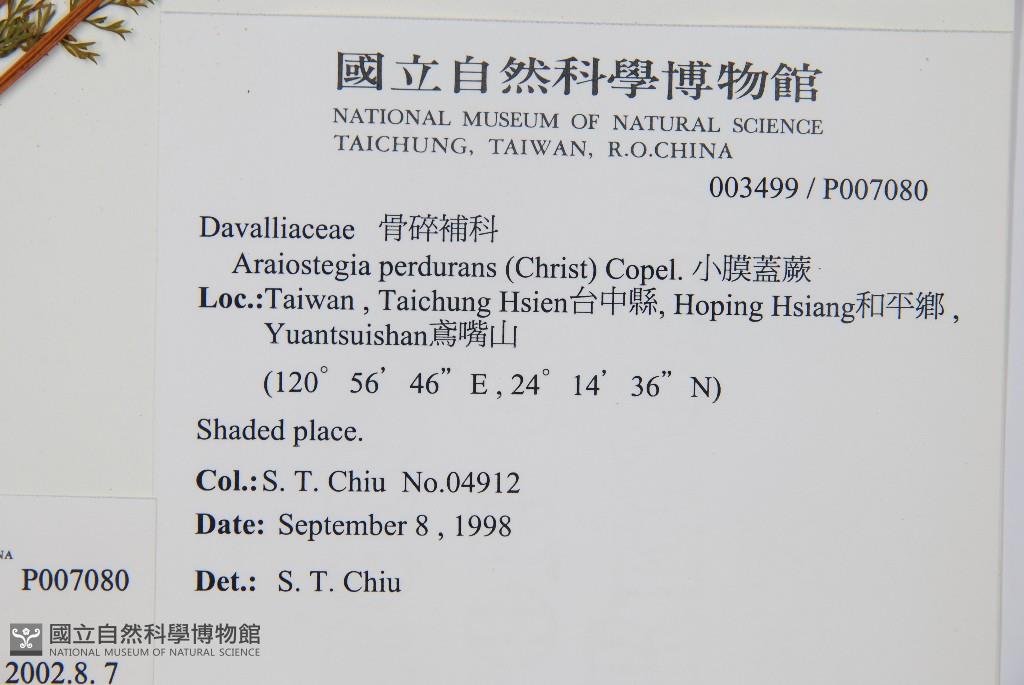 國立自然科學博物館
NATIONAL MUSEUM OF NATURAL SCIENCE
TAICHUNG, TAIWAN, R.O.CHINA
003499 / P007080
Davalliaceae 骨碎補科
Araiostegia perdurans (Christ) Copel. 小膜蓋蕨
Loc.:Taiwan , Taichung Hsien台中縣, Hoping Hsiang和平鄉 ,
Yuantsuishan鳶嘴山
(120° 56’ 46” E , 24° 14’ 36” N)
Shaded place.
Col.: S. T. Chiu No.04912
Date: September 8 , 1998
Det.: S. T. Chiu
NA
P007080
國立自然科學博物館
NATIONAL MUSEUM OF NATURAL SCIENCE
2002.8. 7